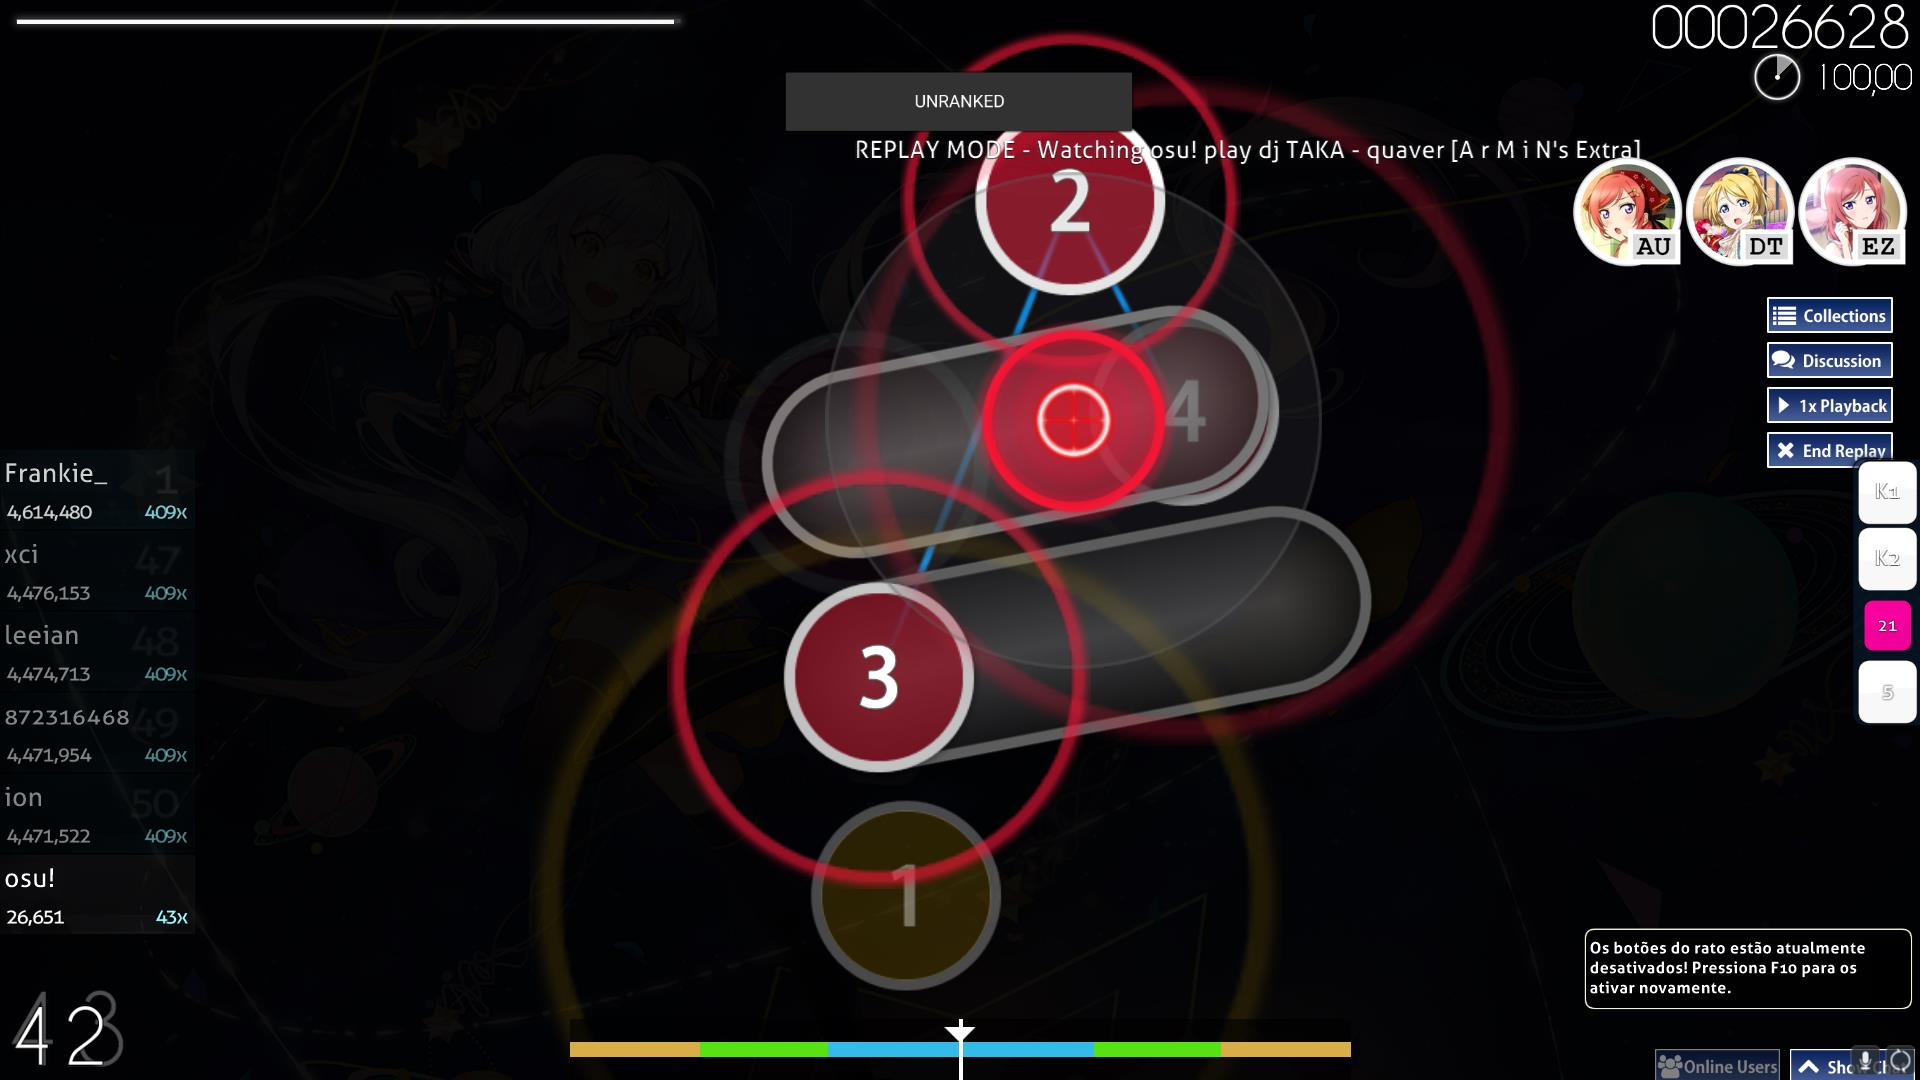 00026628
100,00
UNRANKED
REPLAY MODE - Watching osu! play dj TAKA - quaver [A r M i N's Extra]
2
AU
DT
EZ
Collections
Discussion
4
1x Playback
End Replay
Frankie_
1
4,614,480
409x
K1
xci
47
4,476,153
409x
K2
leeian
48
4,474,713
409x
21
3
872316468
49
4,471,954
409x
5
ion
50
4,471,522
409x
1
osu!
26,651
43x
Os botões do rato estão atualmente
desativados! Pressiona F10 para os
ativar novamente.
42
Online Users